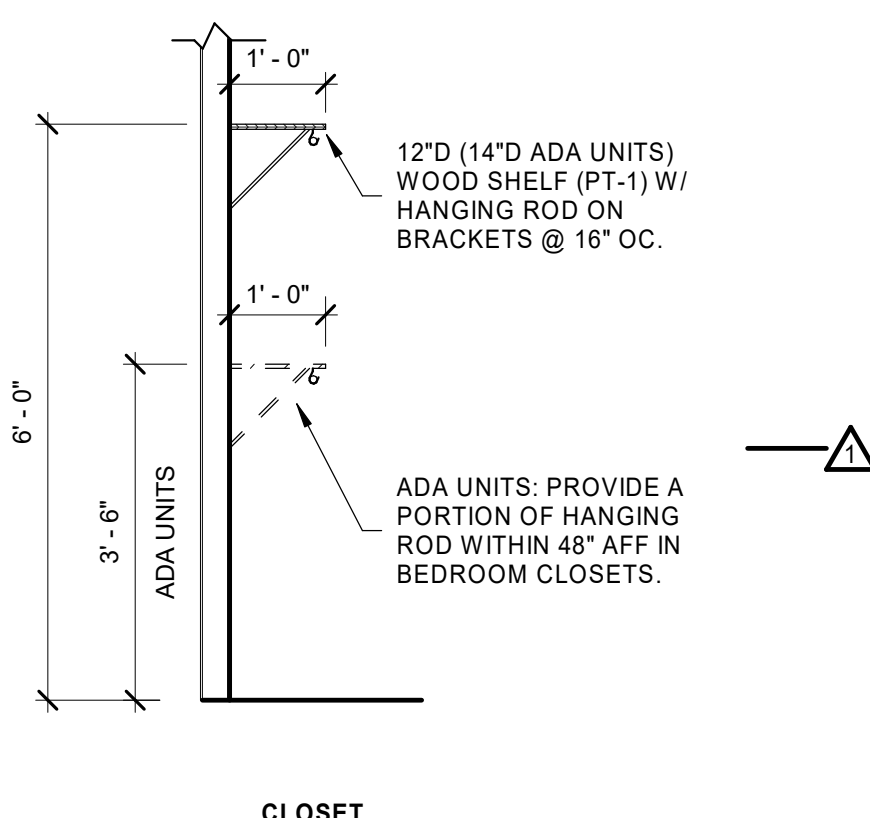 1' - 0"
12"D (14"D ADA UNITS)
WOOD SHELF (PT-1) W/
HANGING ROD ON
BRACKETS @ 16" OC.
1' - 0"
6' - 0"
3' - 6"
ADA UNITS
1
ADA UNITS: PROVIDE A
PORTION OF HANGING
ROD WITHIN 48" AFF IN
BEDROOM CLOSETS.
CLOSET